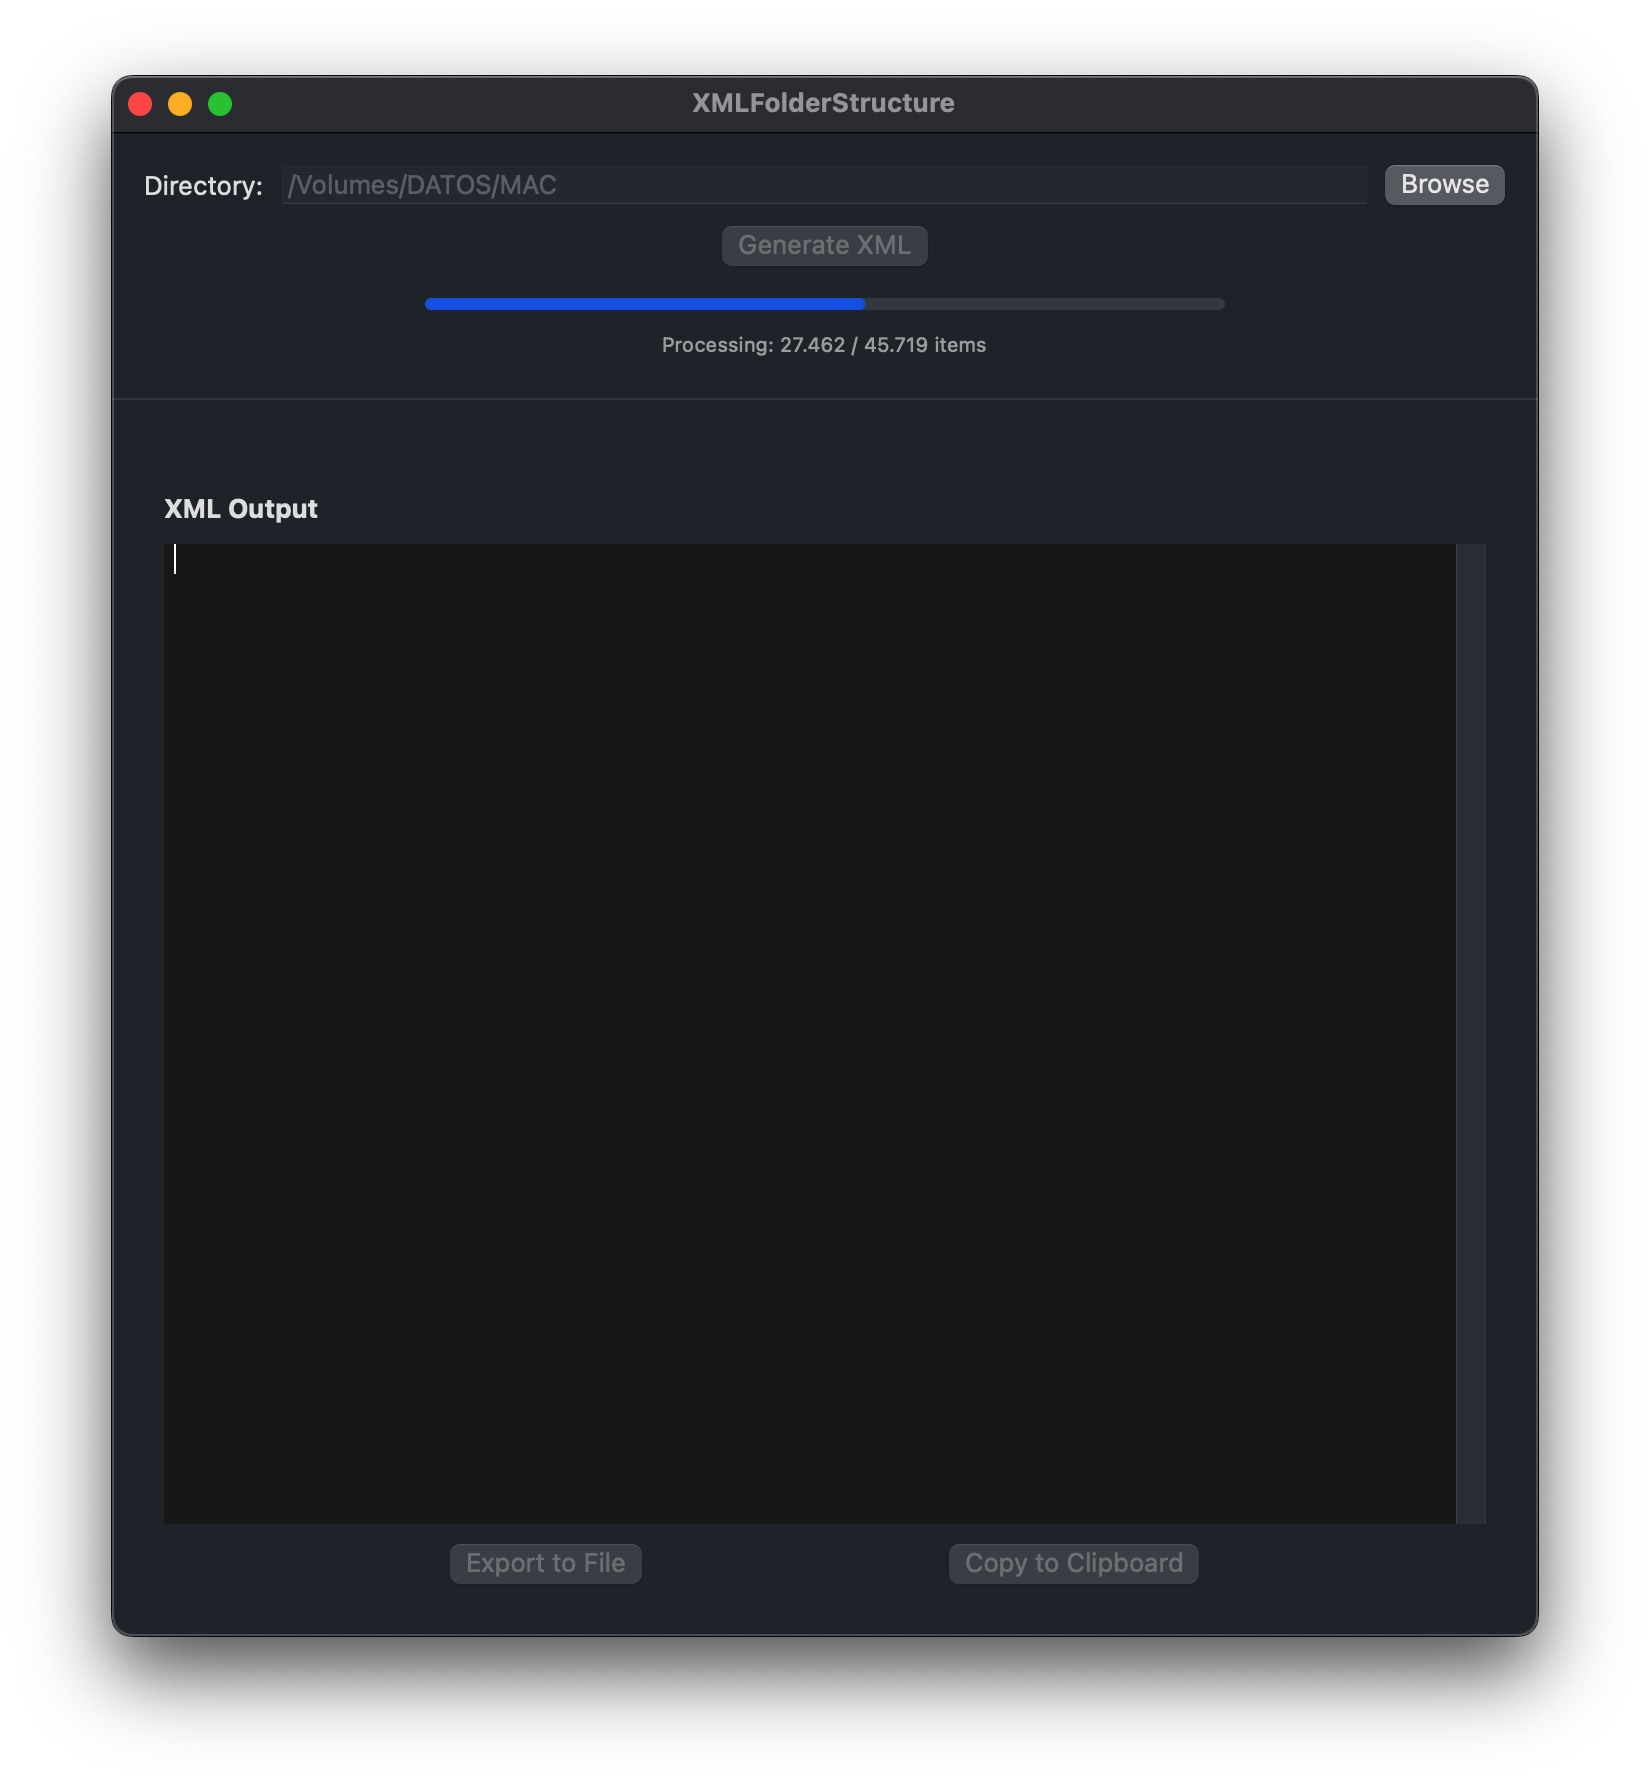 XMLFolderStructure
Directory: /Volumes/DATOS/MAC Browse
Generate XML
Processing: 27.462 / 45.719 items
XML Output
Export to File Copy to Clipboard